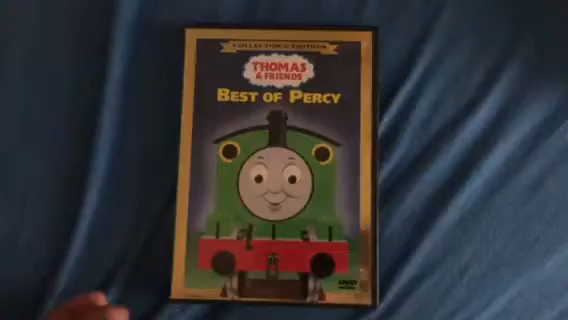 COLLECTOR'S EDITION
THOMAS
& FRIENDS
BEST OF PERCY
DVD